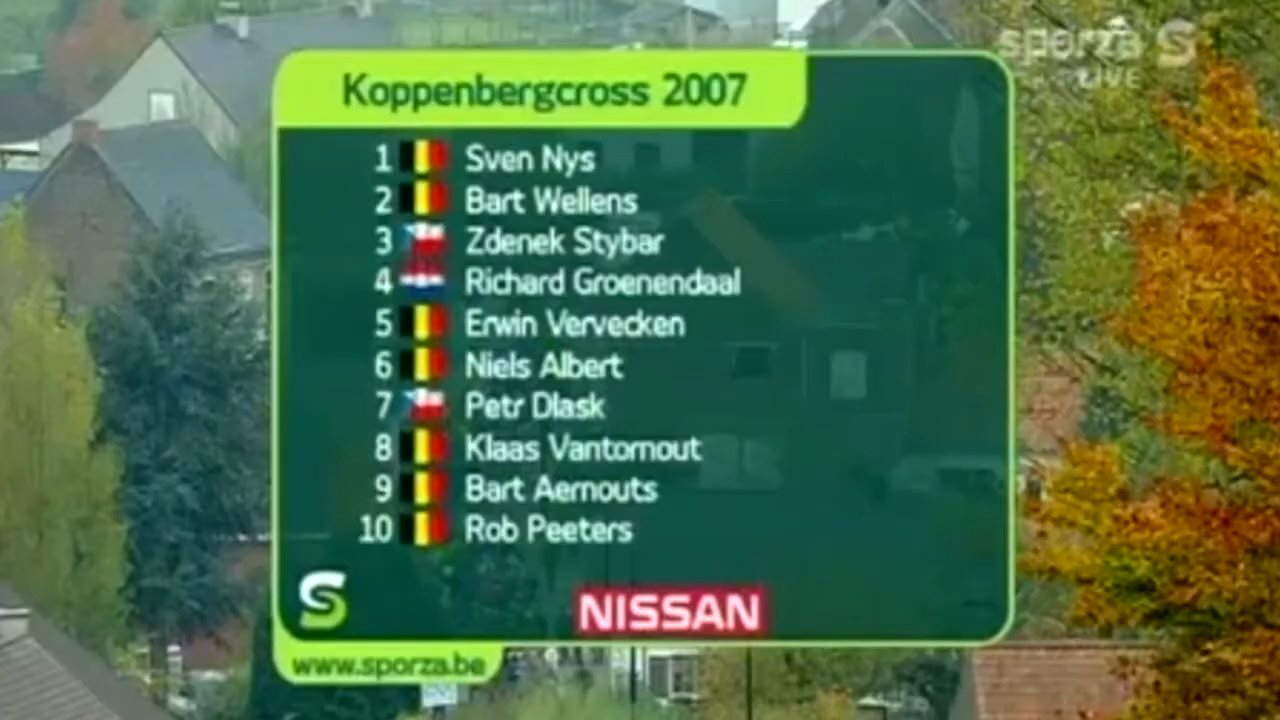 sporza S
LIVE
Koppenbergcross 2007
1 Sven Nys
2 Bart Wellens
3 Zdenek Stybar
4 Richard Groenendaal
5 Erwin Vervecken
6 Niels Albert
7 Petr Dlask
8 Klaas Vantornout
9 Bart Aernouts
10 Rob Peeters
S
NISSAN
www.sporza.be